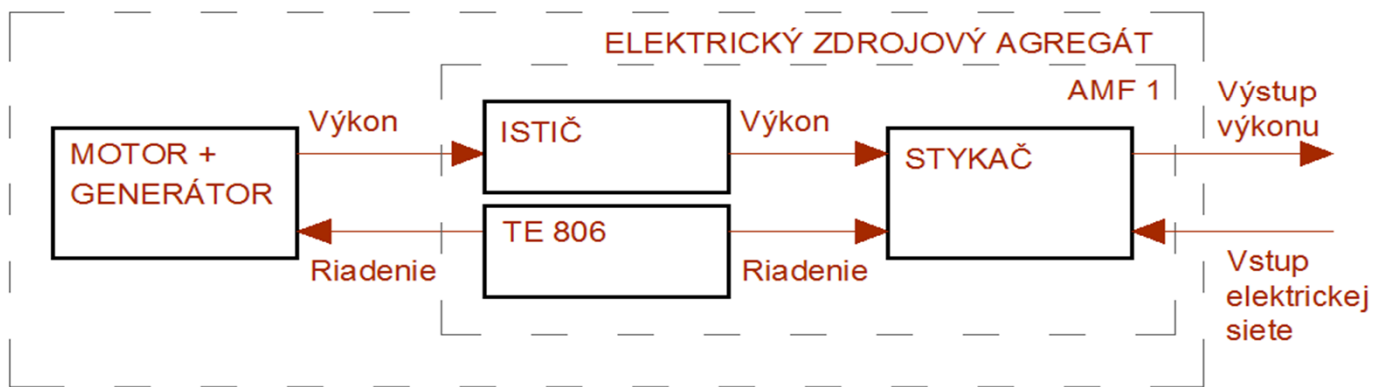 ELEKTRICKÝ ZDROJOVÝ AGREGÁT
AMF 1
MOTOR +
GENERÁTOR
Výkon
Riadenie
ISTIČ
TE 806
Výkon
Riadenie
STYKAČ
Výstup
výkonu
Vstup
elektrickej
siete